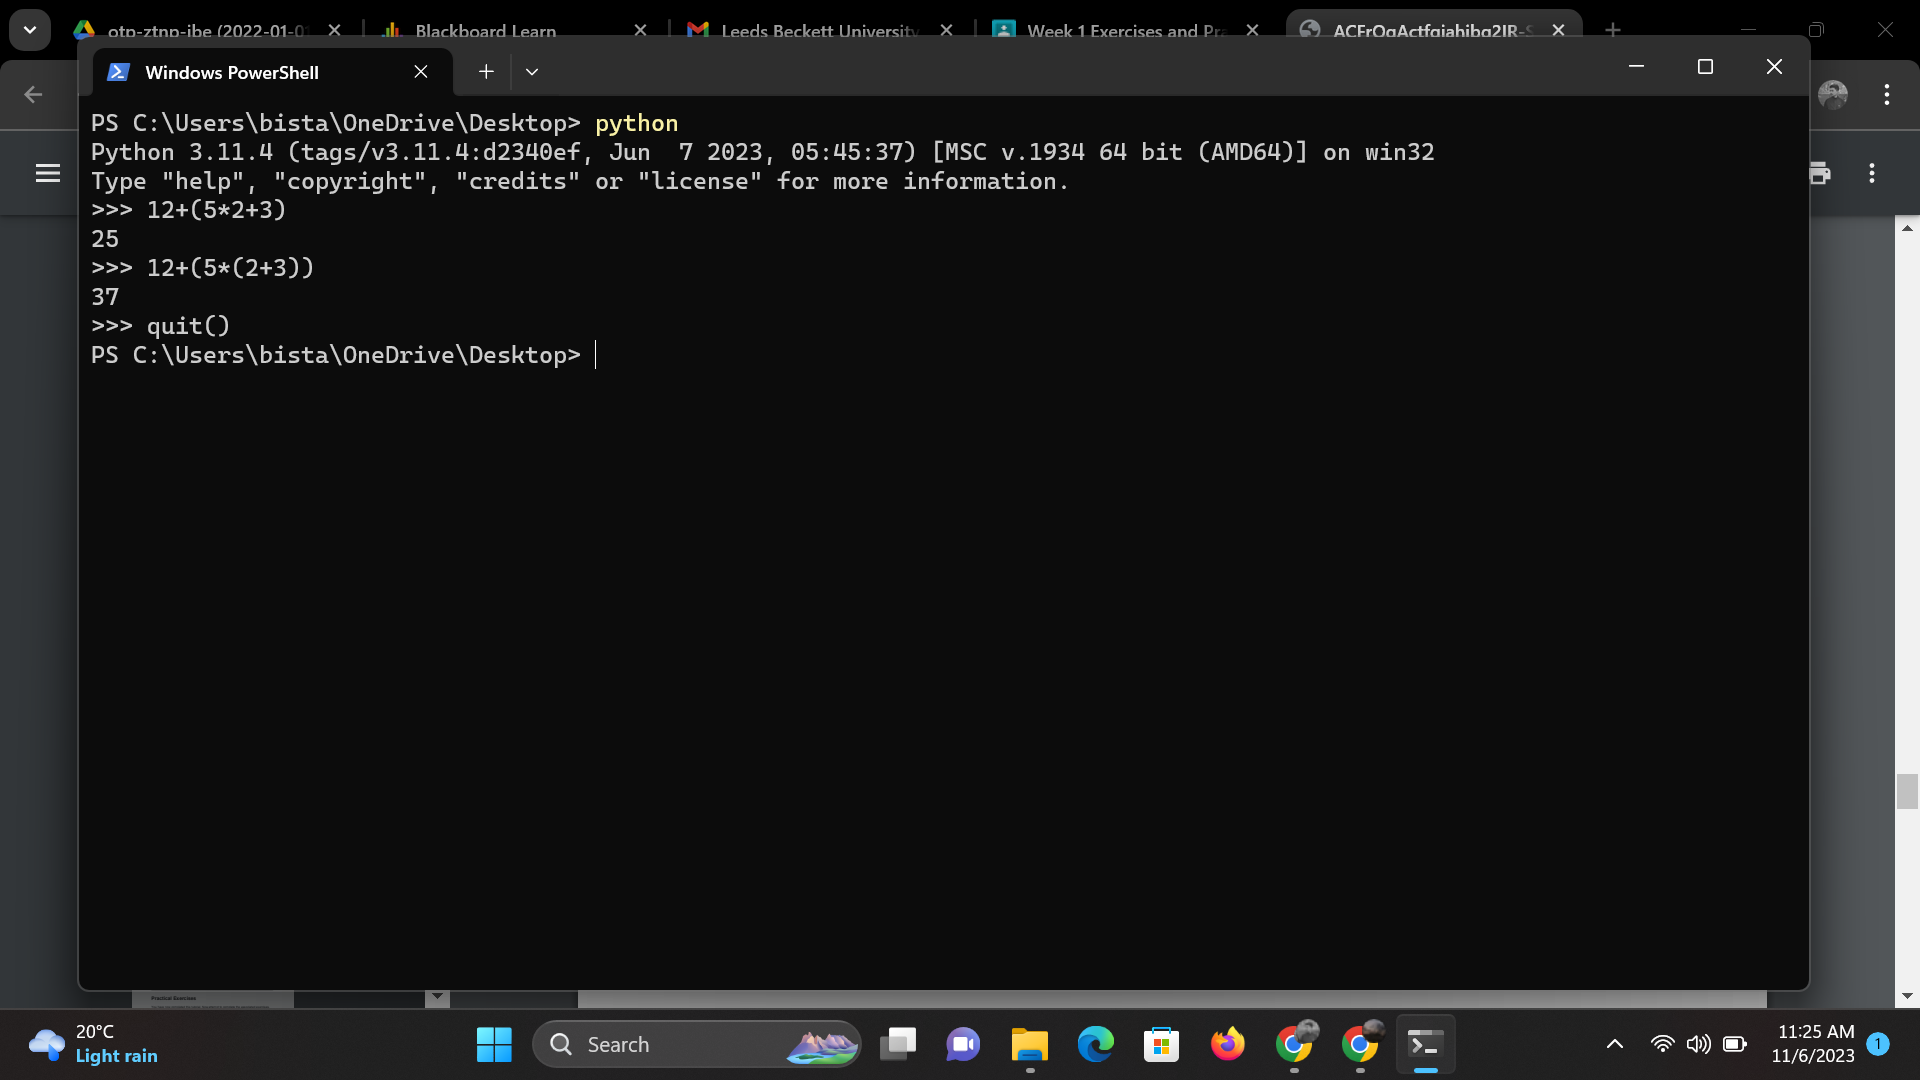 otp-ztnp-jbe (2022-01-0
Blackboard Learn
Leeds Beckett University
Week 1 Exercises and Pra
Windows PowerShell
PS C:\Users\bista\OneDrive\Desktop> python
Python 3.11.4 (tags/v3.11.4:d2340ef, Jun  7 2023, 05:45:37) [MSC v.1934 64 bit (AMD64)] on win32
Type "help", "copyright", "credits" or "license" for more information.
>>> 12+(5*2+3)
25
>>> 12+(5*(2+3))
37
>>> quit()
PS C:\Users\bista\OneDrive\Desktop>
Practical Exercises
20°C
Light rain
Search
11:25 AM
11/6/2023
1